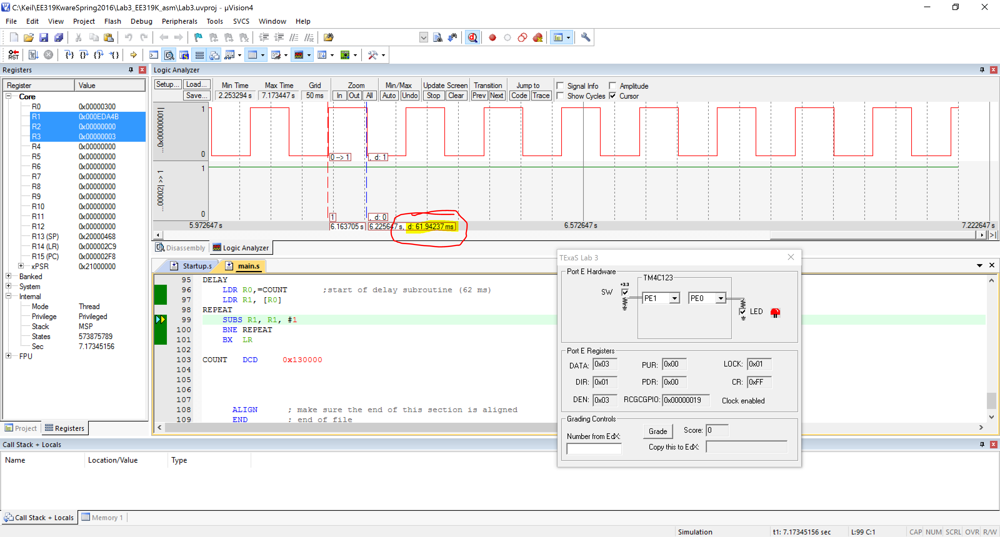 C:\Keil\EE319KwareSpring2016\Lab3_EE319K_asm\Lab3.uvproj - µVision4
File Edit View Project Flash Debug Peripherals Tools SVCS Window Help
RST
Registers
Register Value
Core
R0 0x00000300
R1 0x000EDA4B
R2 0x00000000
R3 0x00000003
R4 0x00000000
R5 0x00000000
R6 0x00000000
R7 0x00000000
R8 0x00000000
R9 0x00000000
R10 0x00000000
R11 0x00000000
R12 0x00000000
R13 (SP) 0x20000468
R14 (LR) 0x000002C9
R15 (PC) 0x000002F8
xPSR 0x21000000
Banked
System
Internal
Mode Thread
Privilege Privileged
Stack MSP
States 573875789
Sec 7.17345156
FPU
Project Registers
Logic Analyzer
Setup... Load... Min Time Max Time Grid Zoom Min/Max Update Screen Transition Jump to Signal Info Amplitude
Save... 2.253294 s 7.173447 s 50 ms In Out All Auto Undo Stop Clear Prev Next Code Trace Show Cycles Cursor
...0x00000001|
1
0
0 --> 1 , d: 1
...00002| >> 1
1
0
1 , d: 0
5.972647 s 6.163705 s 6.225647 s, d: 61.94237 ms 6.572647 s 7.222647 s
Disassembly Logic Analyzer
Startup.s main.s
95 DELAY
96 LDR R0,=COUNT ;start of delay subroutine (62 ms)
97 LDR R1, [R0]
98 REPEAT
99 SUBS R1, R1, #1
100 BNE REPEAT
101 BX LR
102
103 COUNT DCD 0x130000
104
105
106
107
108 ALIGN ; make sure the end of this section is aligned
109 END ; end of file
TExaS Lab 3
Port E Hardware
TM4C123
SW +3.3 PE1 PE0 LED
Port E Registers
DATA: 0x03 PUR: 0x00 LOCK: 0x01
DIR: 0x01 PDR: 0x00 CR: 0xFF
DEN: 0x03 RCGCGPIO: 0x00000019 Clock enabled
Grading Controls
Number from EdX: Grade Score: 0
Copy this to EdX:
Call Stack + Locals
Name Location/Value Type
Call Stack + Locals Memory 1
Simulation t1: 7.17345156 sec L:99 C:1 CAP NUM SCRL OVR R/W